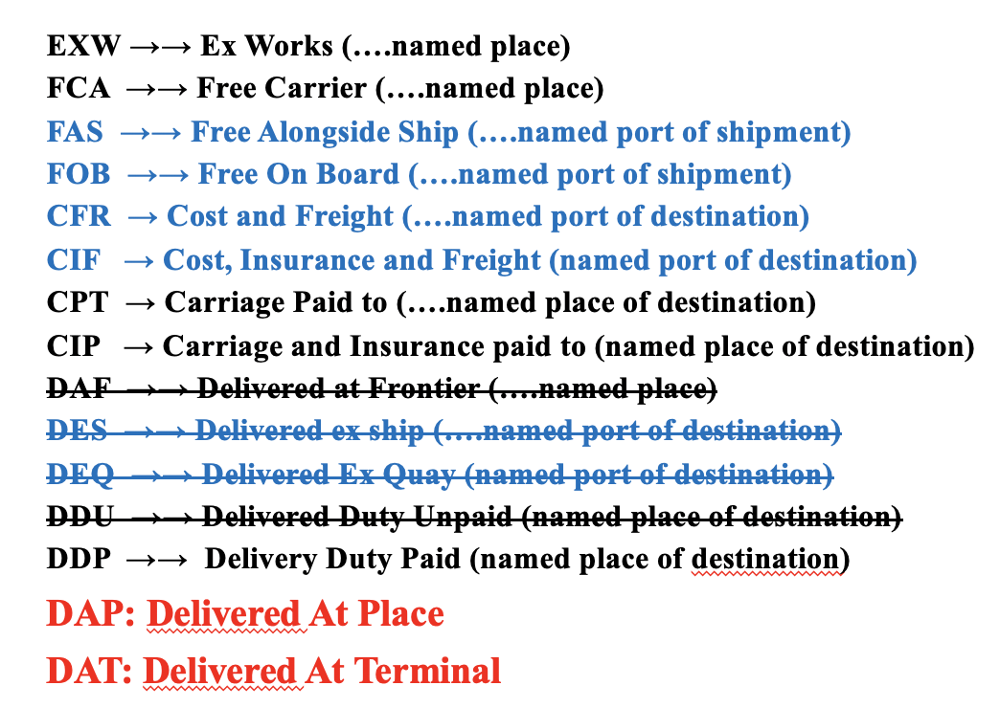 EXW →→ Ex Works (….named place)
FCA →→ Free Carrier (….named place)
FAS →→ Free Alongside Ship (….named port of shipment)
FOB →→ Free On Board (….named port of shipment)
CFR → Cost and Freight (….named port of destination)
CIF → Cost, Insurance and Freight (named port of destination)
CPT → Carriage Paid to (….named place of destination)
CIP → Carriage and Insurance paid to (named place of destination)
DAF →→ Delivered at Frontier (….named place)
DES →→ Delivered ex ship (….named port of destination)
DEQ →→ Delivered Ex Quay (named port of destination)
DDU →→ Delivered Duty Unpaid (named place of destination)
DDP →→ Delivery Duty Paid (named place of destination)
DAP: Delivered At Place
DAT: Delivered At Terminal